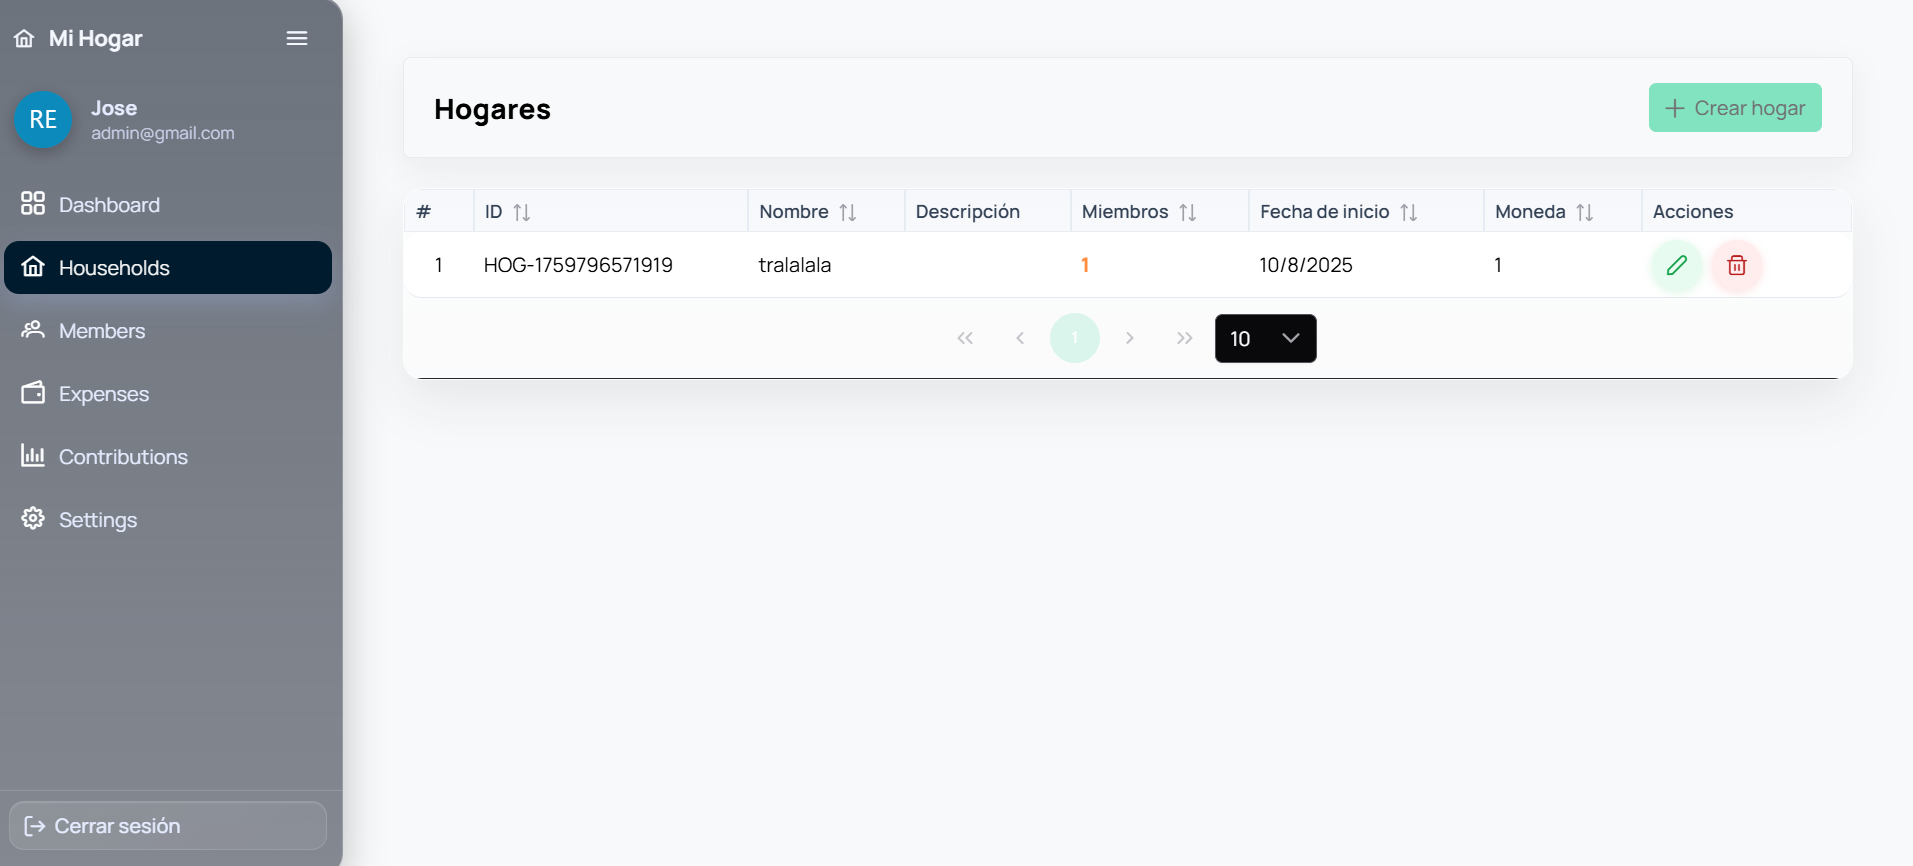 Mi Hogar
RE
Jose
admin@gmail.com
Dashboard
Households
Members
Expenses
Contributions
Settings
Cerrar sesión
Hogares
Crear hogar
# ID Nombre Descripción Miembros Fecha de inicio Moneda Acciones
1 HOG-1759796571919 tralalala 1 10/8/2025 1
1 10